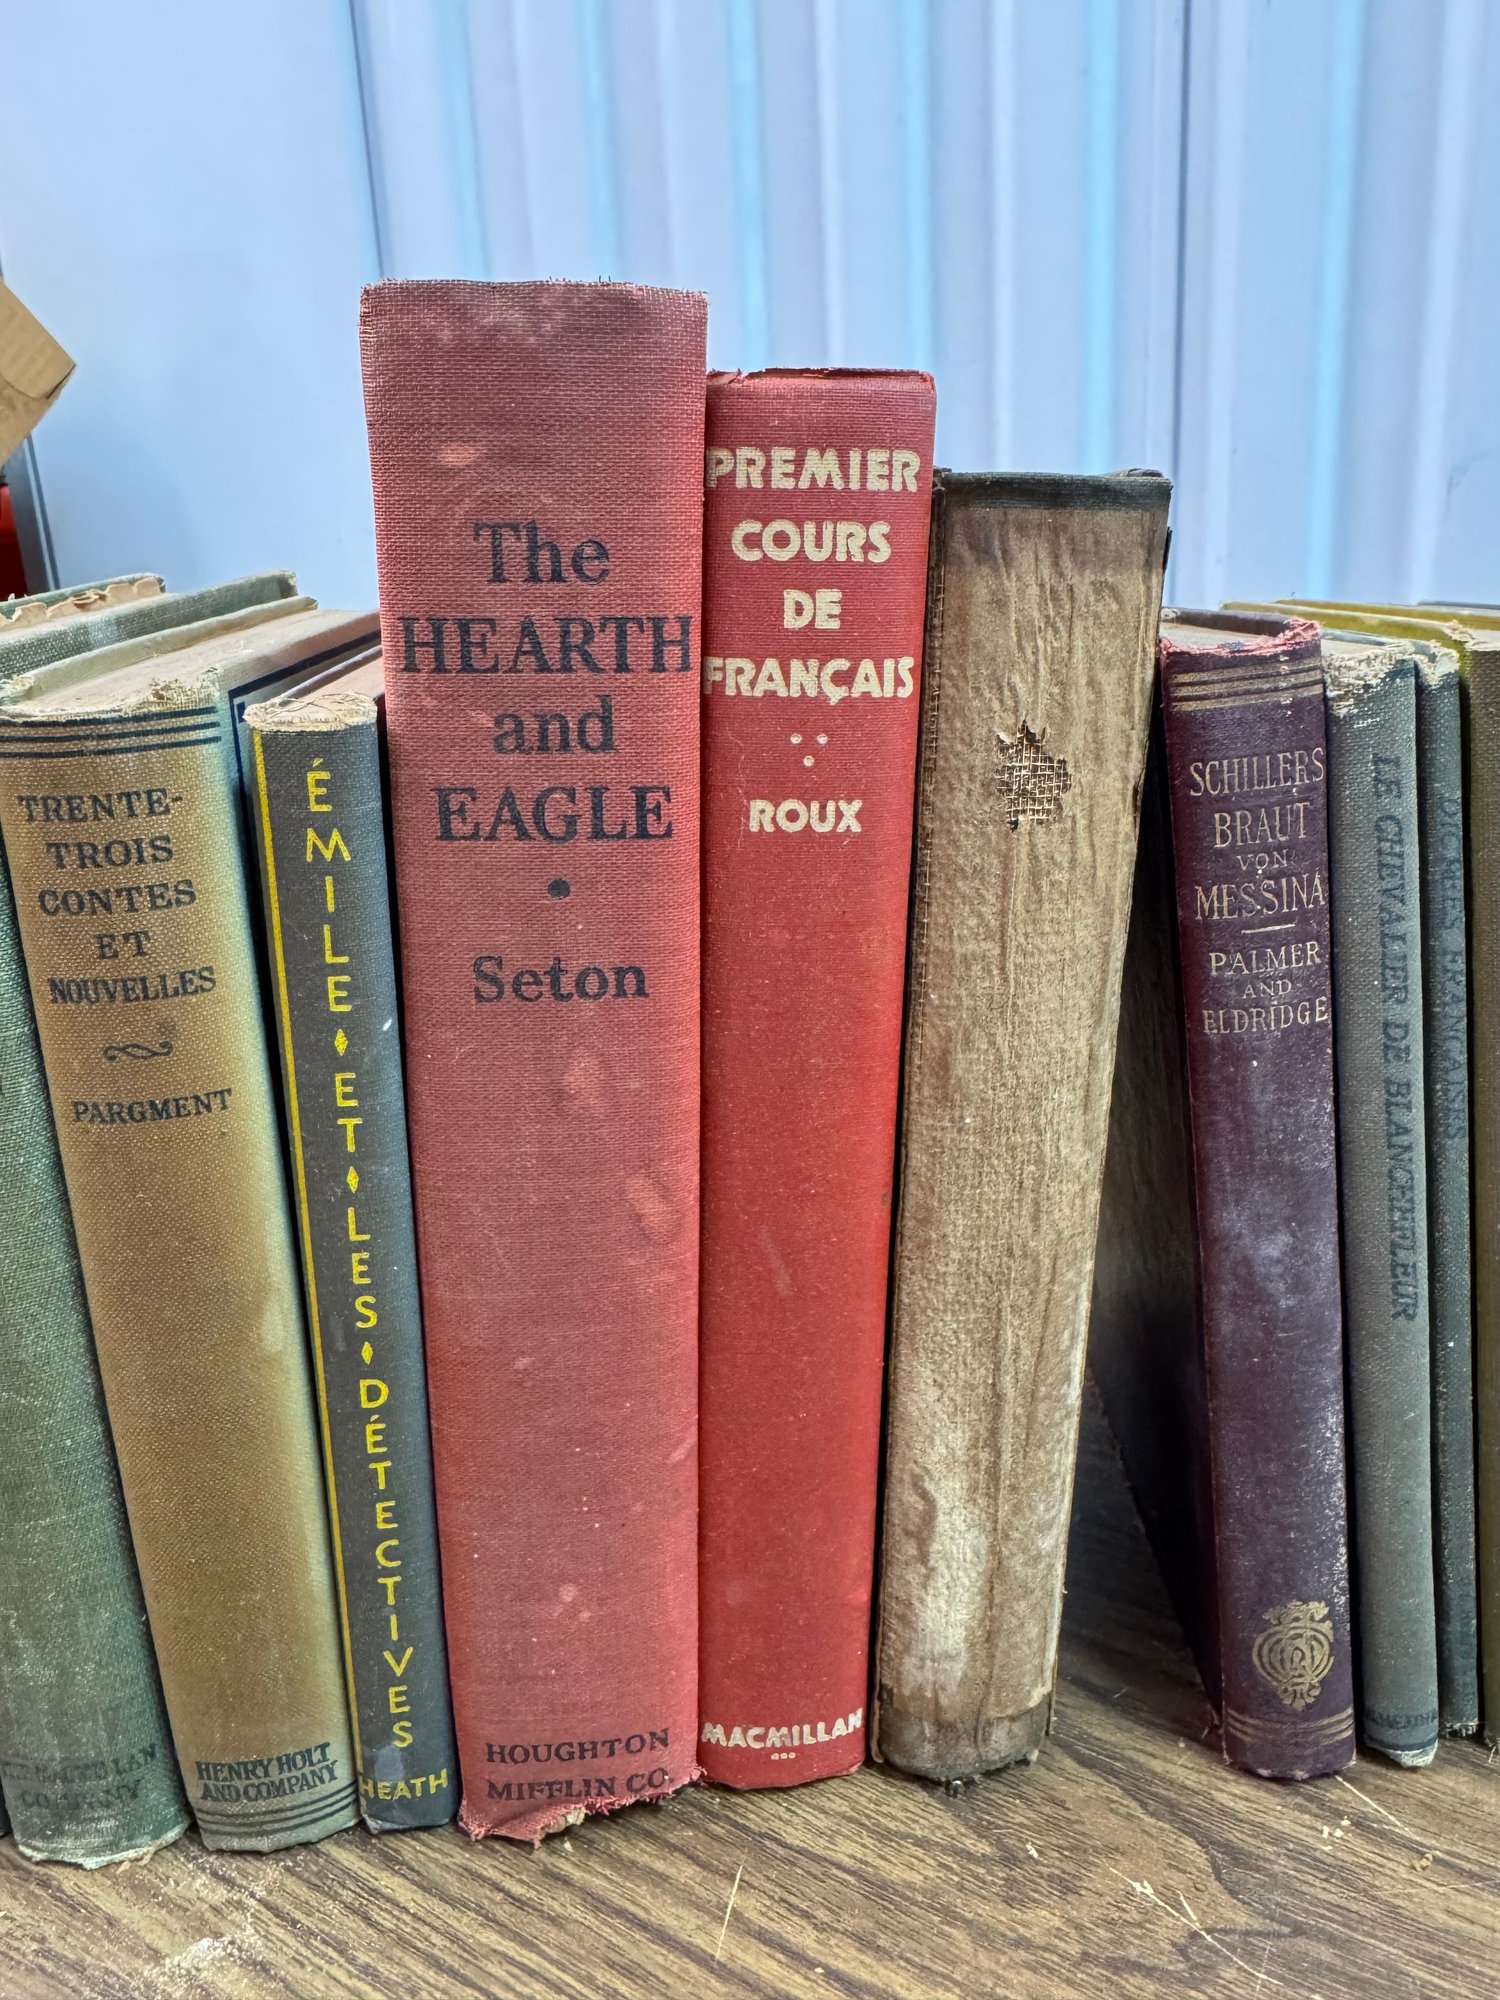 TRENTE-
TROIS
CONTES
ET
NOUVELLES
PARGMENT
HENRY HOLT
AND COMPANY
ÉMILE · ET · LES · DÉTECTIVES
HEATH
The
HEARTH
and
EAGLE
•
Seton
HOUGHTON
MIFFLIN CO.
PREMIER
COURS
DE
FRANÇAIS
ROUX
MACMILLAN
SCHILLERS
BRAUT
VON
MESSINA
PALMER
AND
ELDRIDGE
LE CHEVALIER DE BLANCHEFLEUR
FRANÇAISES